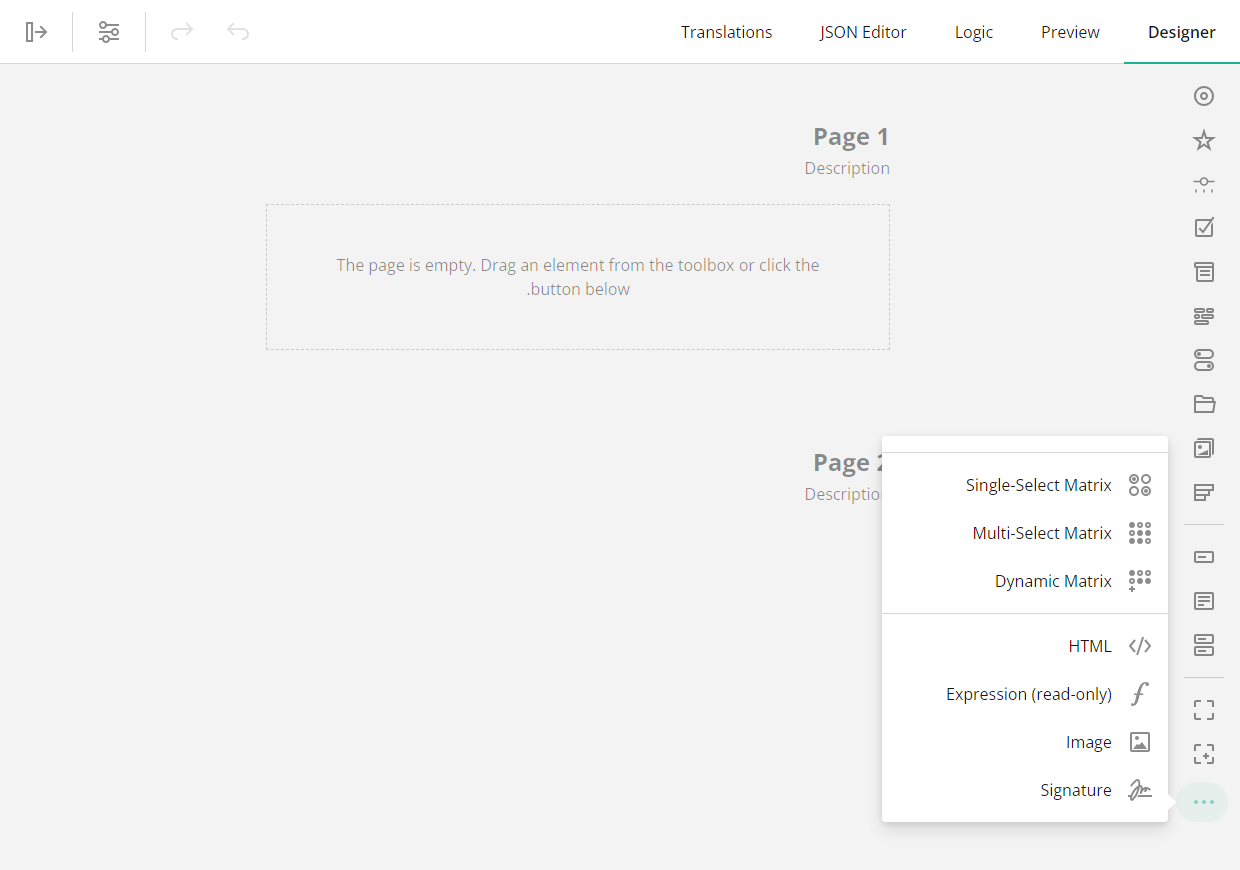 Translations
JSON Editor
Logic
Preview
Designer
Page 1
Description
The page is empty. Drag an element from the toolbox or click the
.button below
Page 2
Description
Single-Select Matrix
Multi-Select Matrix
Dynamic Matrix
HTML
Expression (read-only)
Image
Signature